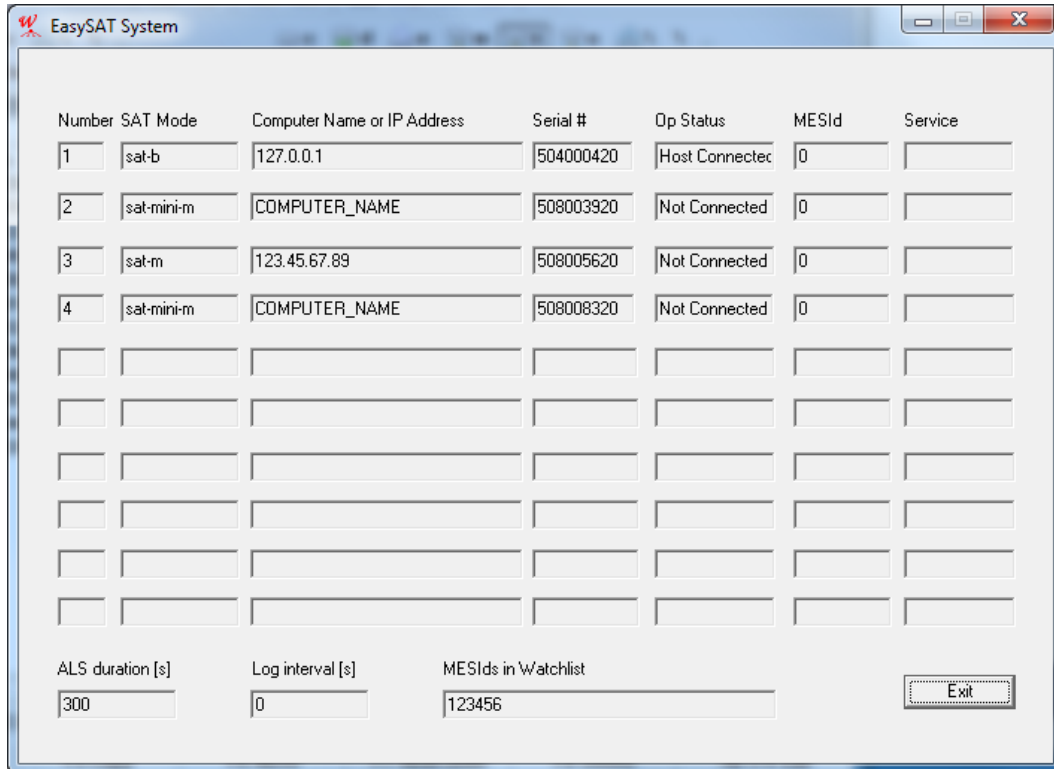 EasySAT System
Number SAT Mode Computer Name or IP Address Serial # Op Status MESId Service
1 sat-b 127.0.0.1 504000420 Host Connected 0
2 sat-mini-m COMPUTER_NAME 508003920 Not Connected 0
3 sat-m 123.45.67.89 508005620 Not Connected 0
4 sat-mini-m COMPUTER_NAME 508008320 Not Connected 0
ALS duration [s] Log interval [s] MESIds in Watchlist
300 0 123456 Exit